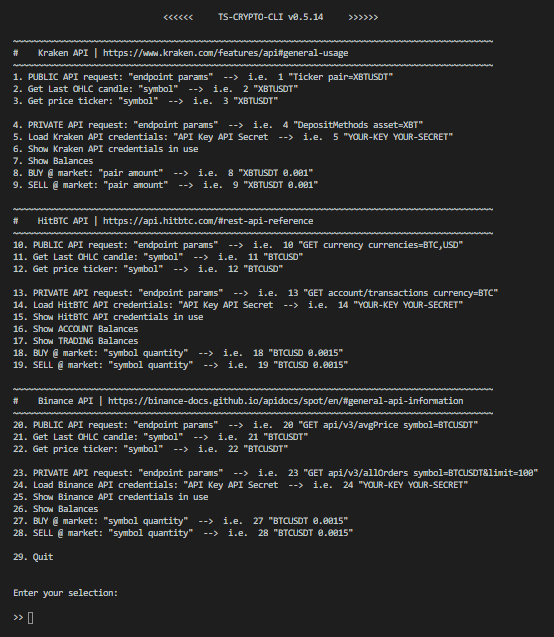 <<<<<<     TS-CRYPTO-CLI v0.5.14     >>>>>>
~~~~~~~~~~~~~~~~~~~~~~~~~~~~~~~~~~~~~~~~~~~~~~~~~~~~~~~~~~~~~~~~~~~~~~~~~~~~~~~~~~~~~~~~~~~~~~~~
#    Kraken API | https://www.kraken.com/features/api#general-usage
~~~~~~~~~~~~~~~~~~~~~~~~~~~~~~~~~~~~~~~~~~~~~~~~~~~~~~~~~~~~~~~~~~~~~~~~~~~~~~~~~~~~~~~~~~~~~~~~
1. PUBLIC API request: "endpoint params"  -->  i.e.  1 "Ticker pair=XBTUSDT"
2. Get Last OHLC candle: "symbol"  -->  i.e.  2 "XBTUSDT"
3. Get price ticker: "symbol"  -->  i.e.  3 "XBTUSDT"
4. PRIVATE API request: "endpoint params"  -->  i.e.  4 "DepositMethods asset=XBT"
5. Load Kraken API credentials: "API Key API Secret  -->  i.e.  5 "YOUR-KEY YOUR-SECRET"
6. Show Kraken API credentials in use
7. Show Balances
8. BUY @ market: "pair amount"  -->  i.e.  8 "XBTUSDT 0.001"
9. SELL @ market: "pair amount"  -->  i.e.  9 "XBTUSDT 0.001"
~~~~~~~~~~~~~~~~~~~~~~~~~~~~~~~~~~~~~~~~~~~~~~~~~~~~~~~~~~~~~~~~~~~~~~~~~~~~~~~~~~~~~~~~~~~~~~~~
#    HitBTC API | https://api.hitbtc.com/#rest-api-reference
~~~~~~~~~~~~~~~~~~~~~~~~~~~~~~~~~~~~~~~~~~~~~~~~~~~~~~~~~~~~~~~~~~~~~~~~~~~~~~~~~~~~~~~~~~~~~~~~
10. PUBLIC API request: "endpoint params"  -->  i.e.  10 "GET currency currencies=BTC,USD"
11. Get Last OHLC candle: "symbol"  -->  i.e.  11 "BTCUSD"
12. Get price ticker: "symbol"  -->  i.e.  12 "BTCUSD"
13. PRIVATE API request: "endpoint params"  -->  i.e.  13 "GET account/transactions currency=BTC"
14. Load HitBTC API credentials: "API Key API Secret  -->  i.e.  14 "YOUR-KEY YOUR-SECRET"
15. Show HitBTC API credentials in use
16. Show ACCOUNT Balances
17. Show TRADING Balances
18. BUY @ market: "symbol quantity"  -->  i.e.  18 "BTCUSD 0.0015"
19. SELL @ market: "symbol quantity"  -->  i.e.  19 "BTCUSD 0.0015"
~~~~~~~~~~~~~~~~~~~~~~~~~~~~~~~~~~~~~~~~~~~~~~~~~~~~~~~~~~~~~~~~~~~~~~~~~~~~~~~~~~~~~~~~~~~~~~~~
#    Binance API | https://binance-docs.github.io/apidocs/spot/en/#general-api-information
~~~~~~~~~~~~~~~~~~~~~~~~~~~~~~~~~~~~~~~~~~~~~~~~~~~~~~~~~~~~~~~~~~~~~~~~~~~~~~~~~~~~~~~~~~~~~~~~
20. PUBLIC API request: "endpoint params"  -->  i.e.  20 "GET api/v3/avgPrice symbol=BTCUSDT"
21. Get Last OHLC candle: "symbol"  -->  i.e.  21 "BTCUSDT"
22. Get price ticker: "symbol"  -->  i.e.  22 "BTCUSDT"
23. PRIVATE API request: "endpoint params"  -->  i.e.  23 "GET api/v3/allOrders symbol=BTCUSDT&limit=100"
24. Load Binance API credentials: "API Key API Secret  -->  i.e.  24 "YOUR-KEY YOUR-SECRET"
25. Show Binance API credentials in use
26. Show Balances
27. BUY @ market: "symbol quantity"  -->  i.e.  27 "BTCUSDT 0.0015"
28. SELL @ market: "symbol quantity"  -->  i.e.  28 "BTCUSDT 0.0015"
29. Quit
Enter your selection:
>>